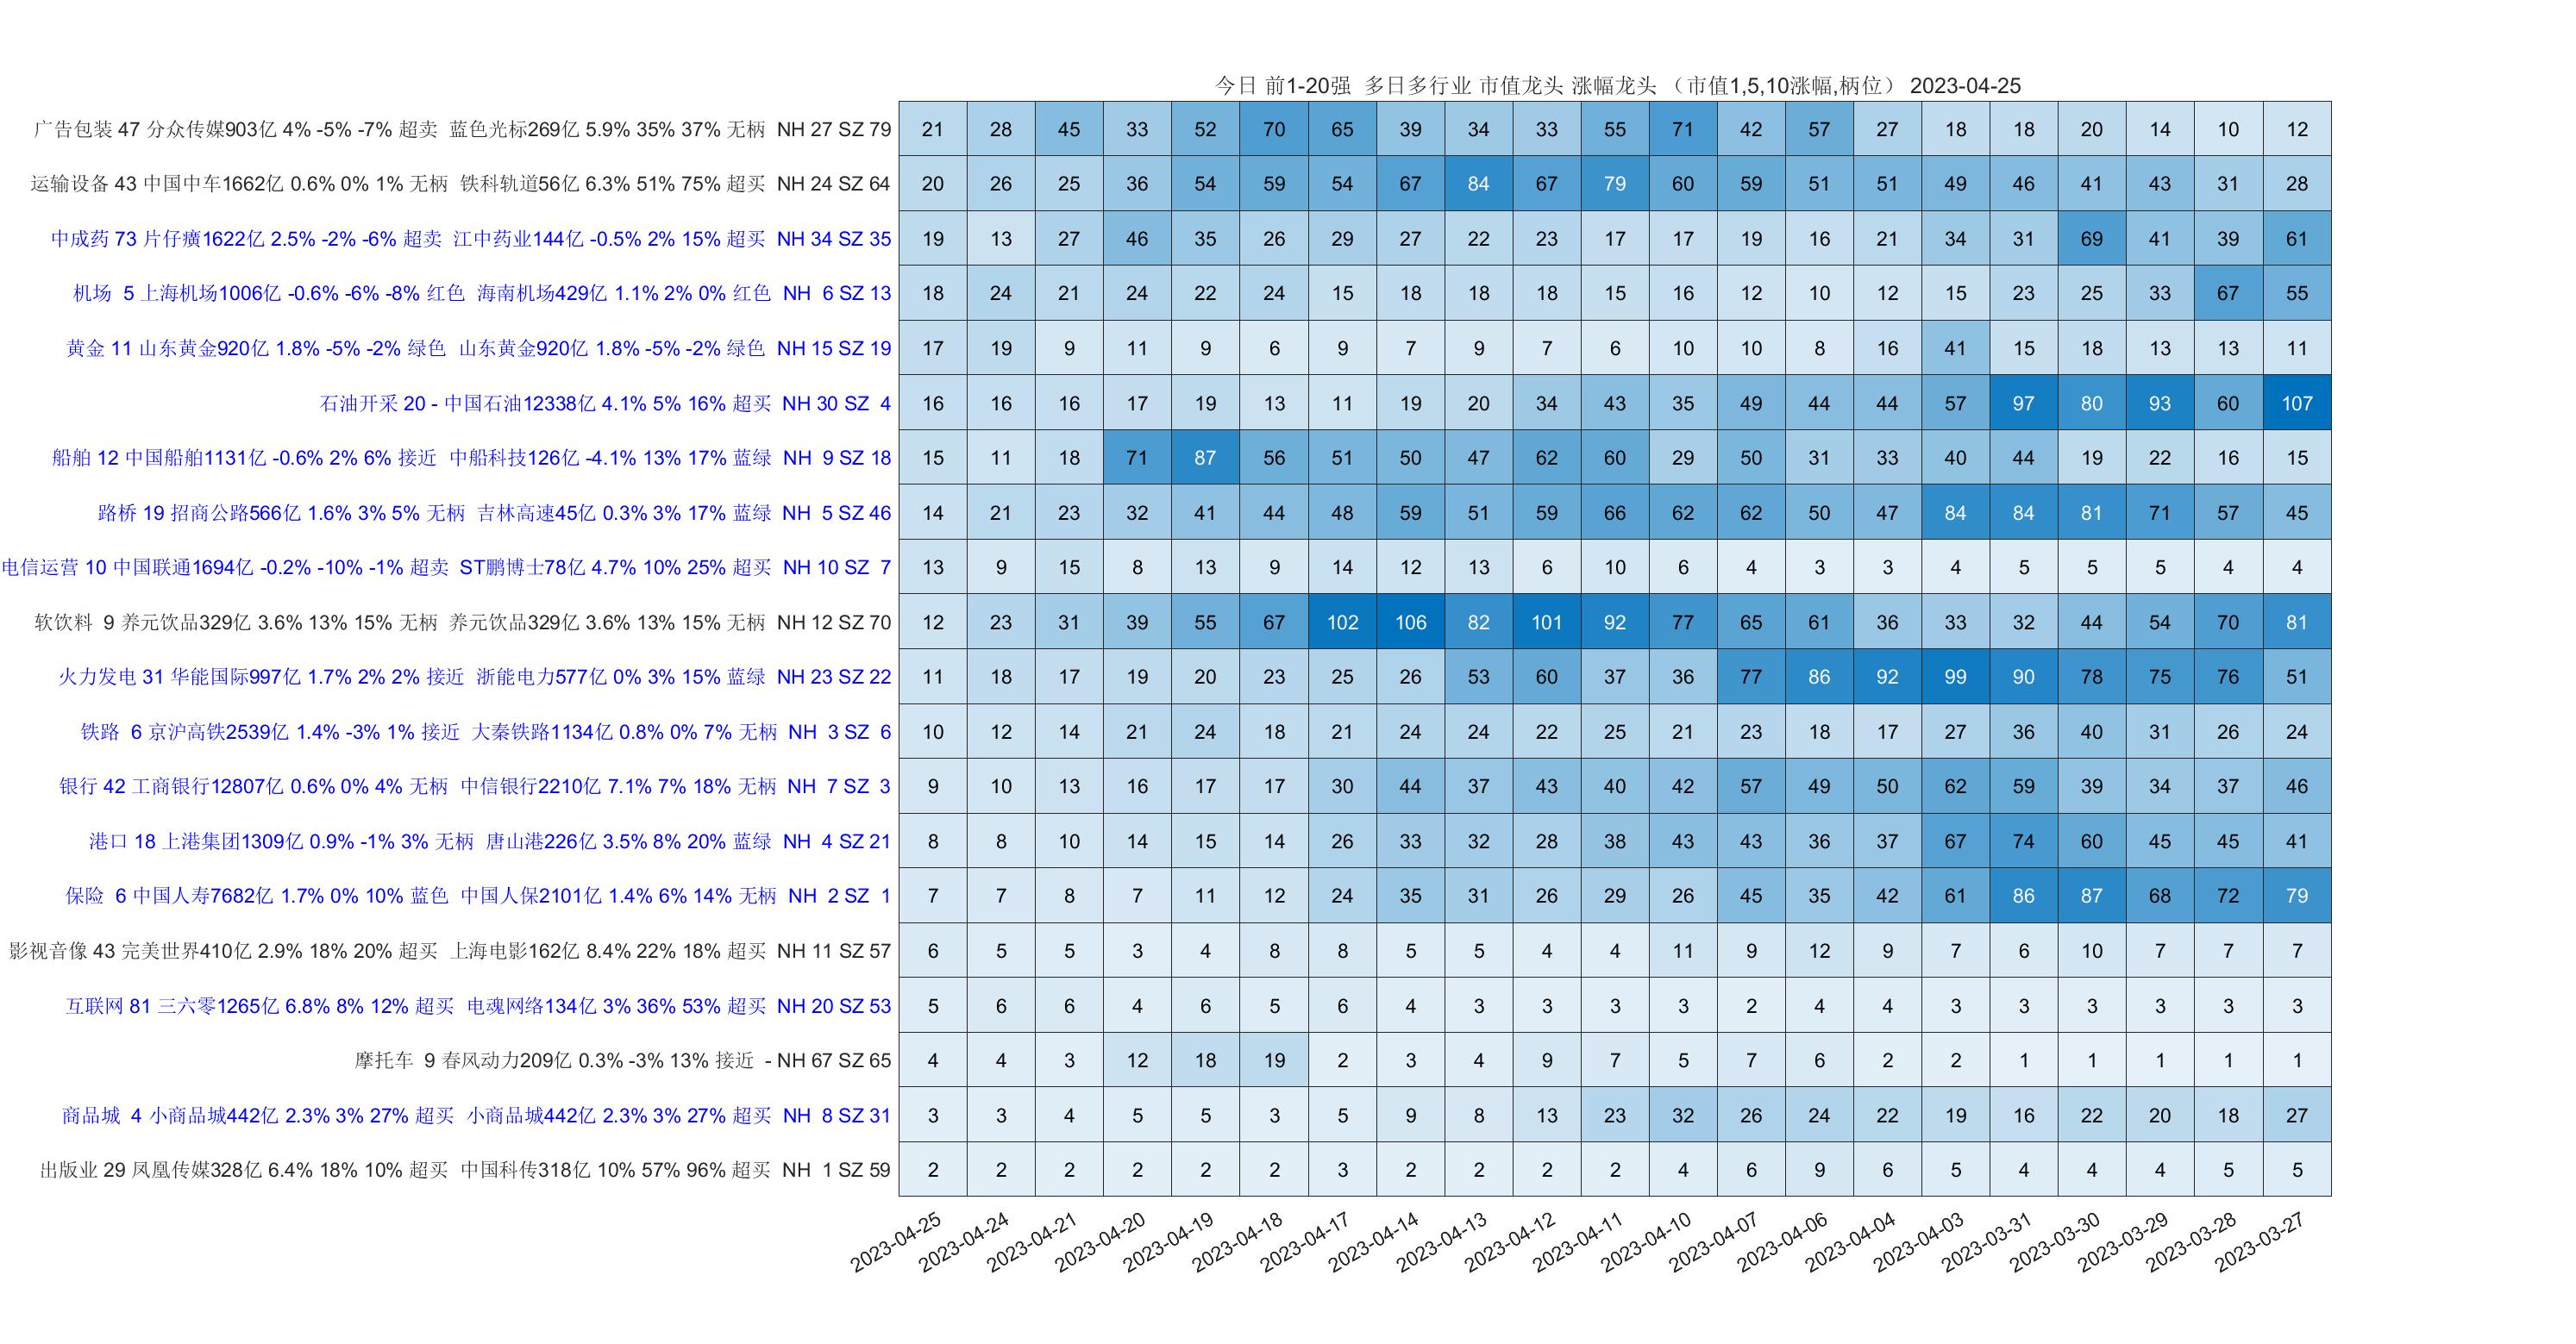 今日 前1-20强 多日多行业 市值龙头 涨幅龙头 （市值1,5,10涨幅,柄位） 2023-04-25
广告包装 47 分众传媒903亿 4% -5% -7% 超卖 蓝色光标269亿 5.9% 35% 37% 无柄 NH 27 SZ 79 21 28 45 33 52 70 65 39 34 33 55 71 42 57 27 18 18 20 14 10 12
运输设备 43 中国中车1662亿 0.6% 0% 1% 无柄 铁科轨道56亿 6.3% 51% 75% 超买 NH 24 SZ 64 20 26 25 36 54 59 54 67 84 67 79 60 59 51 51 49 46 41 43 31 28
中成药 73 片仔癀1622亿 2.5% -2% -6% 超卖 江中药业144亿 -0.5% 2% 15% 超买 NH 34 SZ 35 19 13 27 46 35 26 29 27 22 23 17 17 19 16 21 34 31 69 41 39 61
机场 5 上海机场1006亿 -0.6% -6% -8% 红色 海南机场429亿 1.1% 2% 0% 红色 NH 6 SZ 13 18 24 21 24 22 24 15 18 18 18 15 16 12 10 12 15 23 25 33 67 55
黄金 11 山东黄金920亿 1.8% -5% -2% 绿色 山东黄金920亿 1.8% -5% -2% 绿色 NH 15 SZ 19 17 19 9 11 9 6 9 7 9 7 6 10 10 8 16 41 15 18 13 13 11
石油开采 20 - 中国石油12338亿 4.1% 5% 16% 超买 NH 30 SZ 4 16 16 16 17 19 13 11 19 20 34 43 35 49 44 44 57 97 80 93 60 107
船舶 12 中国船舶1131亿 -0.6% 2% 6% 接近 中船科技126亿 -4.1% 13% 17% 蓝绿 NH 9 SZ 18 15 11 18 71 87 56 51 50 47 62 60 29 50 31 33 40 44 19 22 16 15
路桥 19 招商公路566亿 1.6% 3% 5% 无柄 吉林高速45亿 0.3% 3% 17% 蓝绿 NH 5 SZ 46 14 21 23 32 41 44 48 59 51 59 66 62 62 50 47 84 84 81 71 57 45
电信运营 10 中国联通1694亿 -0.2% -10% -1% 超卖 ST鹏博士78亿 4.7% 10% 25% 超买 NH 10 SZ 7 13 9 15 8 13 9 14 12 13 6 10 6 4 3 3 4 5 5 5 4 4
软饮料 9 养元饮品329亿 3.6% 13% 15% 无柄 养元饮品329亿 3.6% 13% 15% 无柄 NH 12 SZ 70 12 23 31 39 55 67 102 106 82 101 92 77 65 61 36 33 32 44 54 70 81
火力发电 31 华能国际997亿 1.7% 2% 2% 接近 浙能电力577亿 0% 3% 15% 蓝绿 NH 23 SZ 22 11 18 17 19 20 23 25 26 53 60 37 36 77 86 92 99 90 78 75 76 51
铁路 6 京沪高铁2539亿 1.4% -3% 1% 接近 大秦铁路1134亿 0.8% 0% 7% 无柄 NH 3 SZ 6 10 12 14 21 24 18 21 24 24 22 25 21 23 18 17 27 36 40 31 26 24
银行 42 工商银行12807亿 0.6% 0% 4% 无柄 中信银行2210亿 7.1% 7% 18% 无柄 NH 7 SZ 3 9 10 13 16 17 17 30 44 37 43 40 42 57 49 50 62 59 39 34 37 46
港口 18 上港集团1309亿 0.9% -1% 3% 无柄 唐山港226亿 3.5% 8% 20% 蓝绿 NH 4 SZ 21 8 8 10 14 15 14 26 33 32 28 38 43 43 36 37 67 74 60 45 45 41
保险 6 中国人寿7682亿 1.7% 0% 10% 蓝色 中国人保2101亿 1.4% 6% 14% 无柄 NH 2 SZ 1 7 7 8 7 11 12 24 35 31 26 29 26 45 35 42 61 86 87 68 72 79
影视音像 43 完美世界410亿 2.9% 18% 20% 超买 上海电影162亿 8.4% 22% 18% 超买 NH 11 SZ 57 6 5 5 3 4 8 8 5 5 4 4 11 9 12 9 7 6 10 7 7 7
互联网 81 三六零1265亿 6.8% 8% 12% 超买 电魂网络134亿 3% 36% 53% 超买 NH 20 SZ 53 5 6 6 4 6 5 6 4 3 3 3 3 2 4 4 3 3 3 3 3 3
摩托车 9 春风动力209亿 0.3% -3% 13% 接近 - NH 67 SZ 65 4 4 3 12 18 19 2 3 4 9 7 5 7 6 2 2 1 1 1 1 1
商品城 4 小商品城442亿 2.3% 3% 27% 超买 小商品城442亿 2.3% 3% 27% 超买 NH 8 SZ 31 3 3 4 5 5 3 5 9 8 13 23 32 26 24 22 19 16 22 20 18 27
出版业 29 凤凰传媒328亿 6.4% 18% 10% 超买 中国科传318亿 10% 57% 96% 超买 NH 1 SZ 59 2 2 2 2 2 2 3 2 2 2 2 4 6 9 6 5 4 4 4 5 5
2023-04-25 2023-04-24 2023-04-21 2023-04-20 2023-04-19 2023-04-18 2023-04-17 2023-04-14 2023-04-13 2023-04-12 2023-04-11 2023-04-10 2023-04-07 2023-04-06 2023-04-04 2023-04-03 2023-03-31 2023-03-30 2023-03-29 2023-03-28 2023-03-27